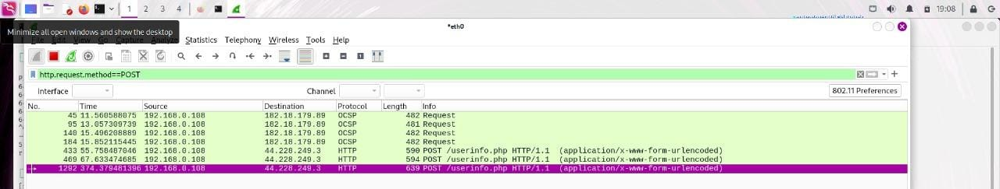 1 2 3 4 19:08
*eth0
Minimize all open windows and show the desktop
Statistics Telephony Wireless Tools Help
http.request.method==POST
Interface Channel 802.11 Preferences
No. Time Source Destination Protocol Length Info
45 11.560588075 192.168.0.108 182.18.179.89 OCSP 482 Request
95 13.057309739 192.168.0.108 182.18.179.89 OCSP 481 Request
140 15.496208889 192.168.0.108 182.18.179.89 OCSP 482 Request
184 15.852115445 192.168.0.108 182.18.179.89 OCSP 482 Request
433 55.758487046 192.168.0.108 44.228.249.3 HTTP 590 POST /userinfo.php HTTP/1.1 (application/x-www-form-urlencoded)
469 67.633474685 192.168.0.108 44.228.249.3 HTTP 594 POST /userinfo.php HTTP/1.1 (application/x-www-form-urlencoded)
1292 374.379481396 192.168.0.108 44.228.249.3 HTTP 639 POST /userinfo.php HTTP/1.1 (application/x-www-form-urlencoded)